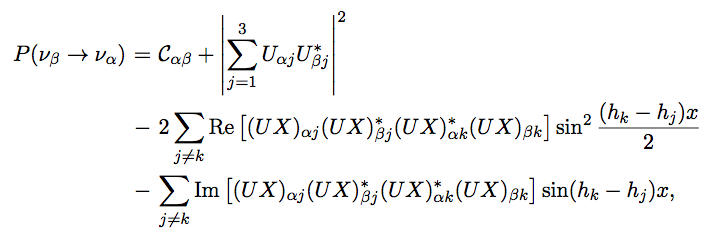 P(ν_β → ν_α) = 𝒞_{αβ} + |∑_{j=1}^{3} U_{αj}U^*_{βj}|^2
− 2 ∑_{j≠k} Re [(UX)_{αj}(UX)^*_{βj}(UX)^*_{αk}(UX)_{βk}] sin^2 \frac{(h_k − h_j)x}{2}
− ∑_{j≠k} Im [(UX)_{αj}(UX)^*_{βj}(UX)^*_{αk}(UX)_{βk}] sin(h_k − h_j)x,